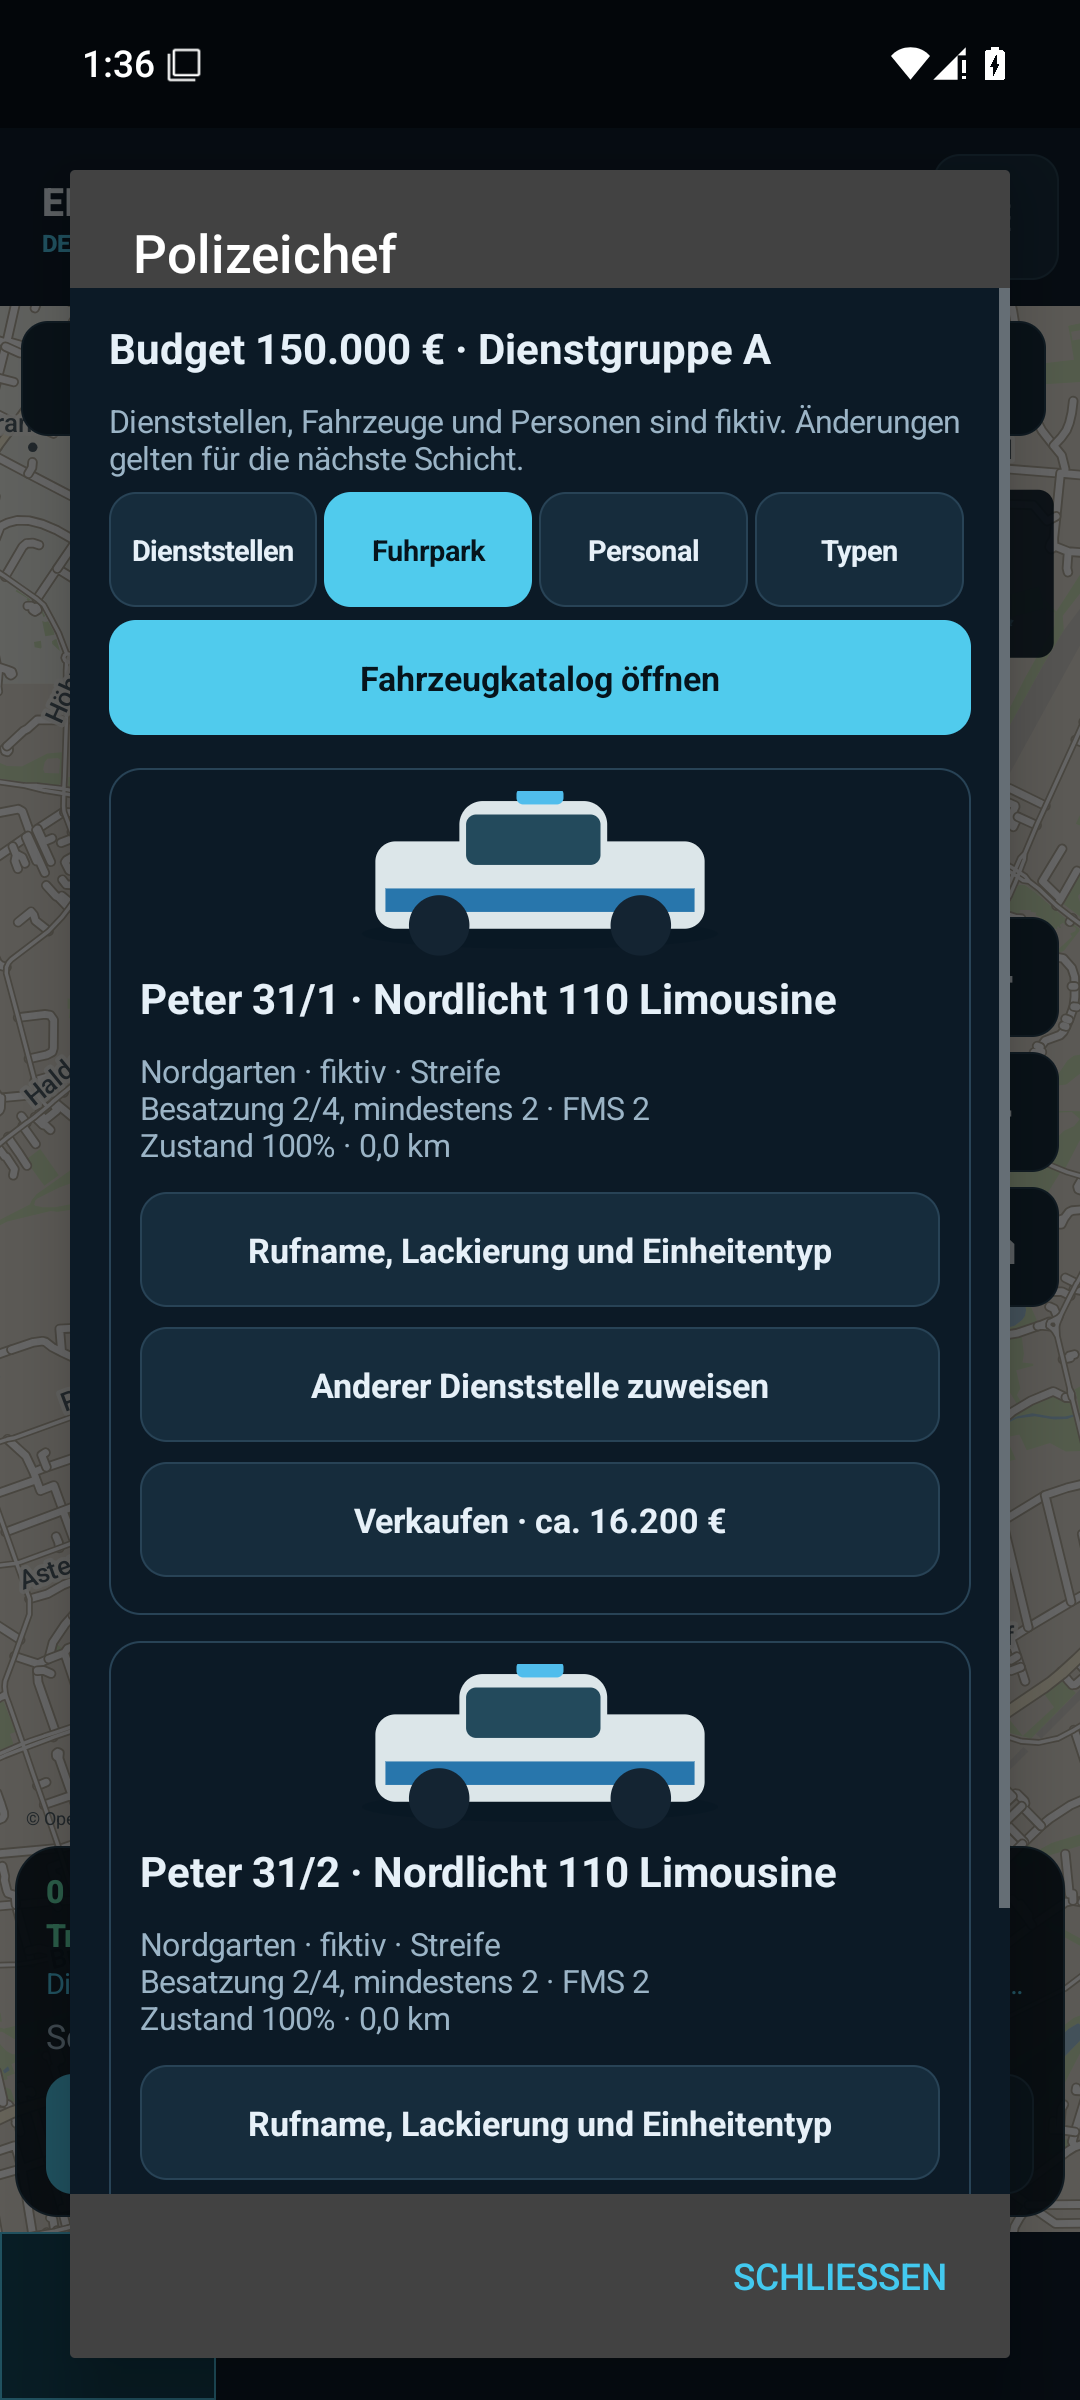 1:36
Polizeichef
Budget 150.000 € · Dienstgruppe A
Dienststellen, Fahrzeuge und Personen sind fiktiv. Änderungen
gelten für die nächste Schicht.
Dienststellen
Fuhrpark
Personal
Typen
Fahrzeugkatalog öffnen
Peter 31/1 · Nordlicht 110 Limousine
Nordgarten · fiktiv · Streife
Besatzung 2/4, mindestens 2 · FMS 2
Zustand 100% · 0,0 km
Rufname, Lackierung und Einheitentyp
Anderer Dienststelle zuweisen
Verkaufen · ca. 16.200 €
Peter 31/2 · Nordlicht 110 Limousine
Nordgarten · fiktiv · Streife
Besatzung 2/4, mindestens 2 · FMS 2
Zustand 100% · 0,0 km
Rufname, Lackierung und Einheitentyp
SCHLIESSEN